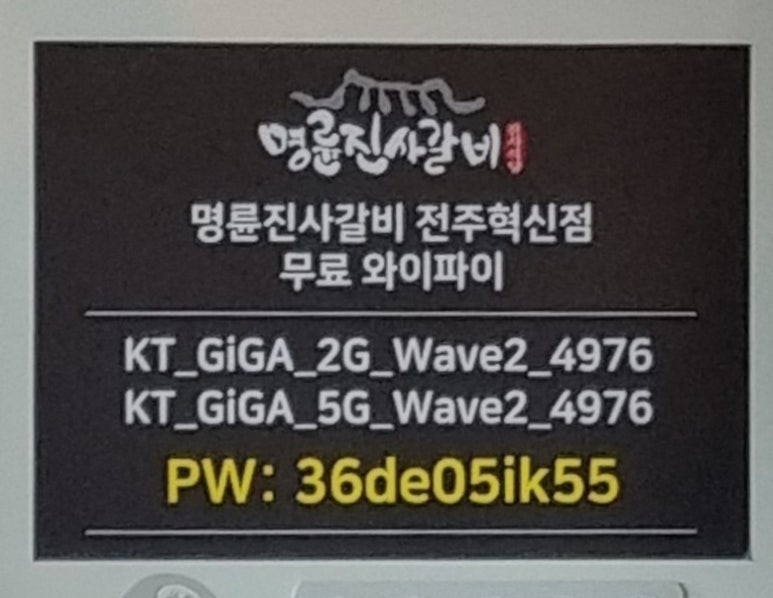 명륜진사갈비
명륜진사갈비 전주혁신점
무료 와이파이
KT_GiGA_2G_Wave2_4976
KT_GiGA_5G_Wave2_4976
PW: 36de05ik55